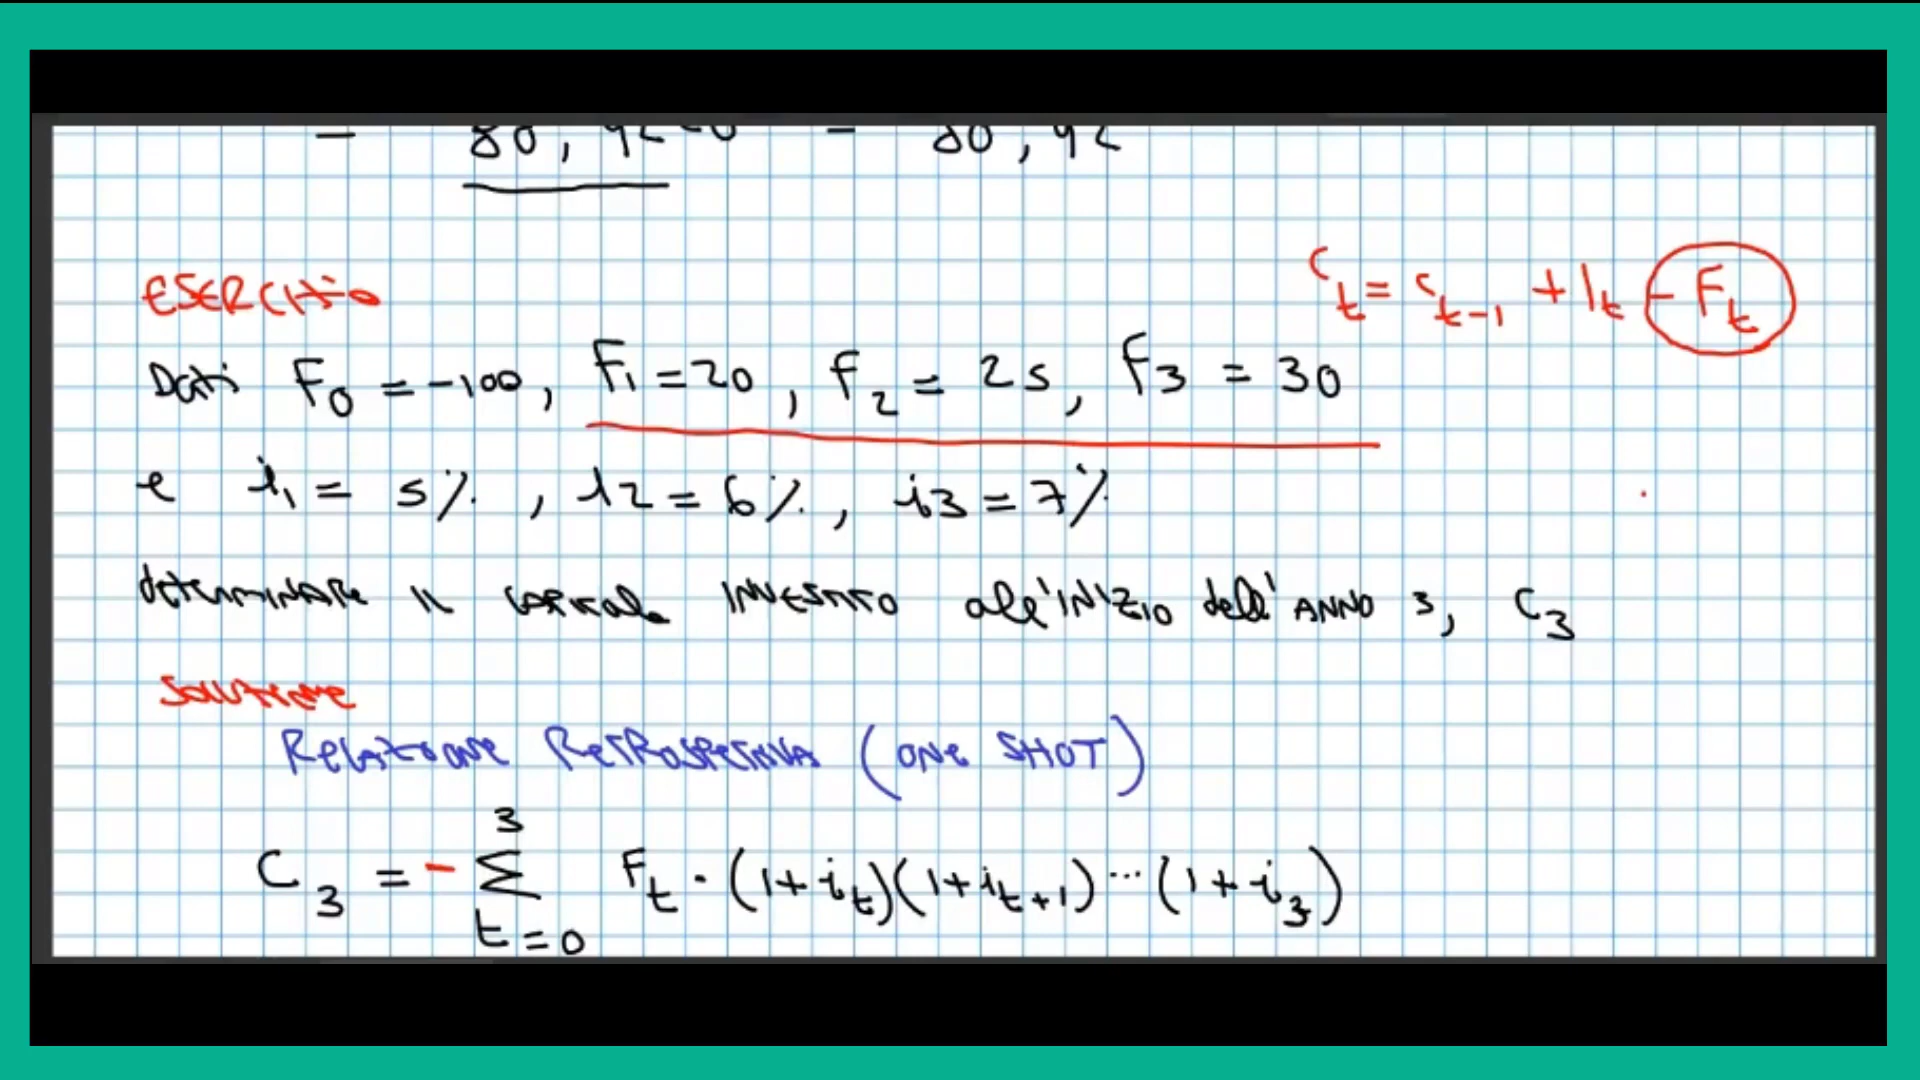 ESERCIZIO
C_t = C_{t-1} + I_t - F_t
Dati F_0 = -100, F_1 = 20, F_2 = 25, F_3 = 30
e i_1 = 5%, i_2 = 6%, i_3 = 7%
determinare il capitale investito all'inizio dell'anno 3, C_3
Soluzione
Relazione Retrospettiva (ONE SHOT)
C_3 = - Σ_{t=0}^{3} F_t · (1+i_t)(1+i_{t+1}) ... (1+i_3)